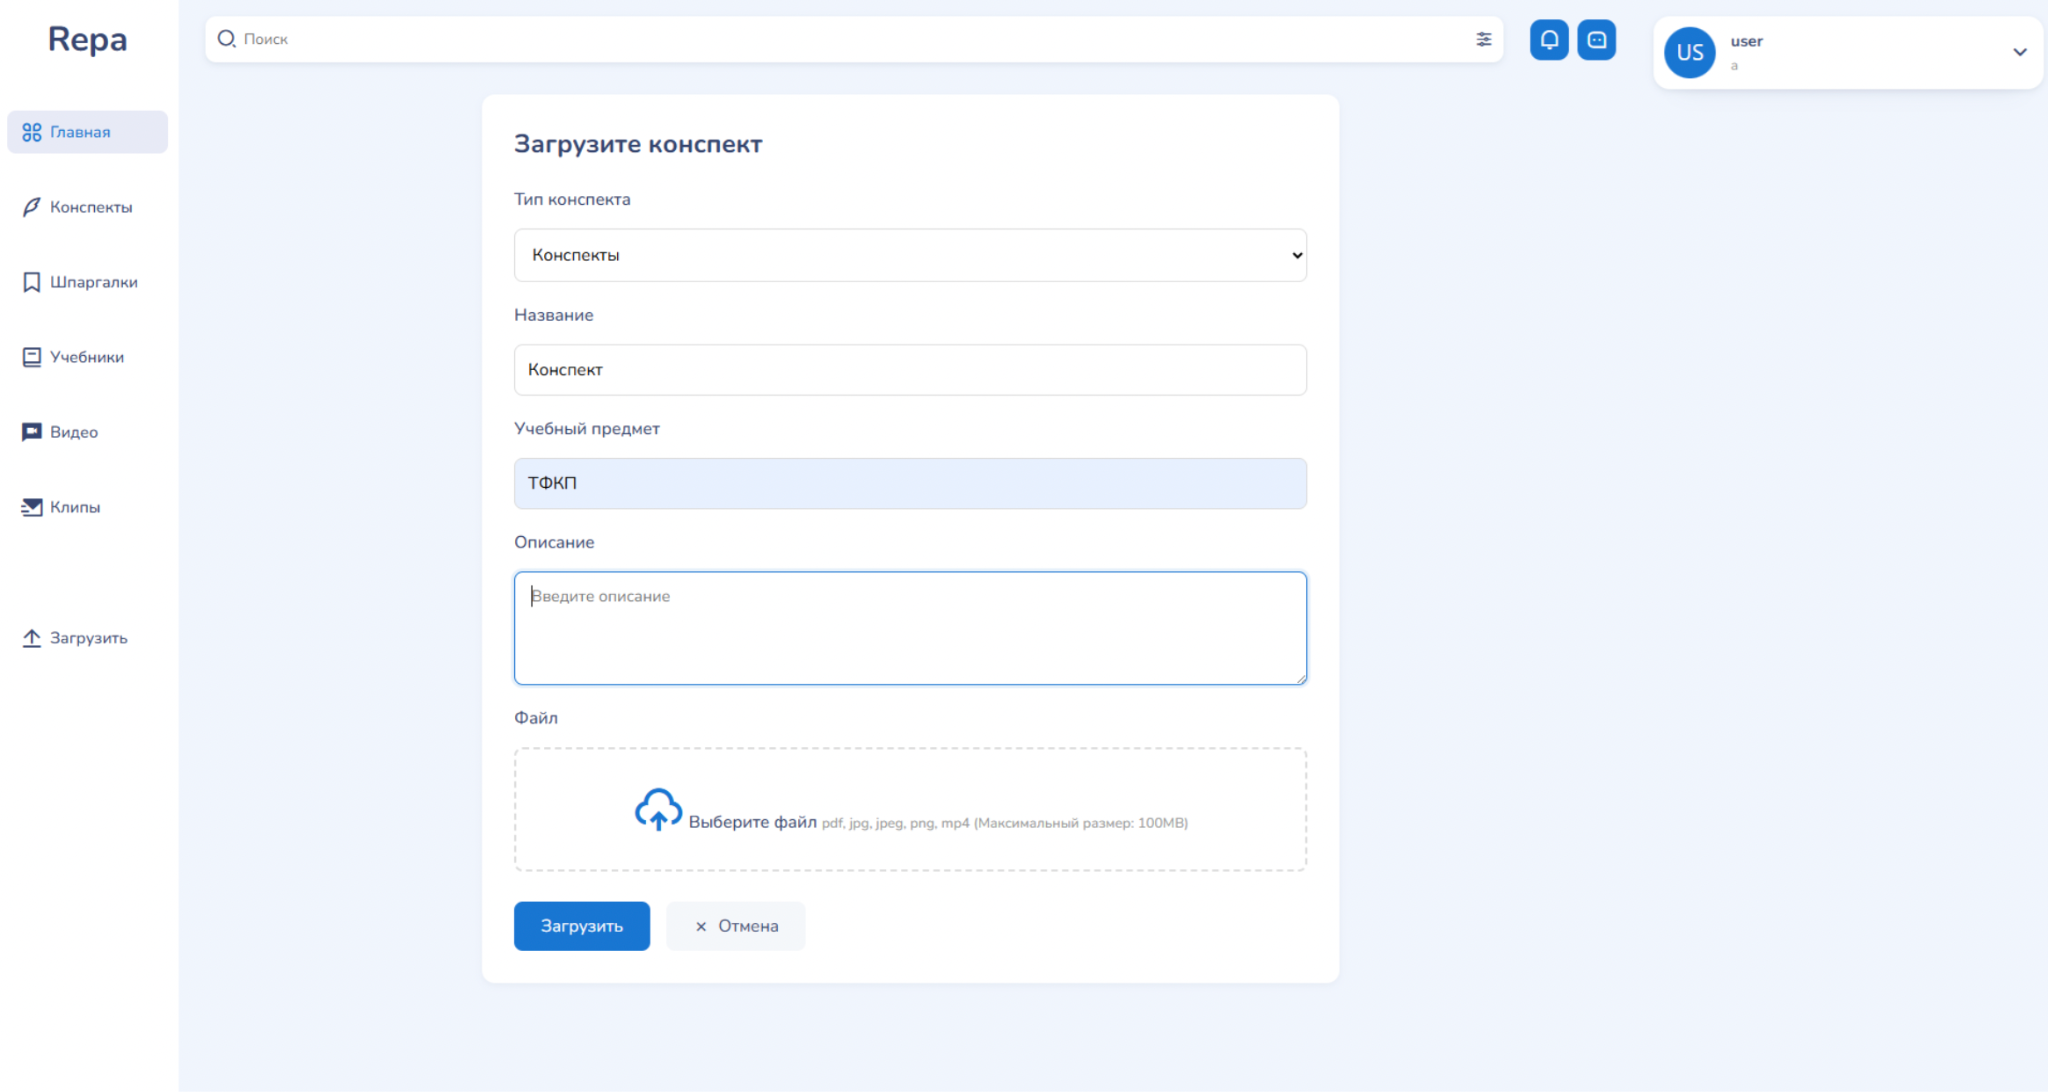 Repa
Поиск
US
user
a
Главная
Конспекты
Шпаргалки
Учебники
Видео
Клипы
Загрузить
Загрузите конспект
Тип конспекта
Конспекты
Название
Конспект
Учебный предмет
ТФКП
Описание
Введите описание
Файл
Выберите файл pdf, jpg, jpeg, png, mp4 (Максимальный размер: 100MB)
Загрузить
× Отмена